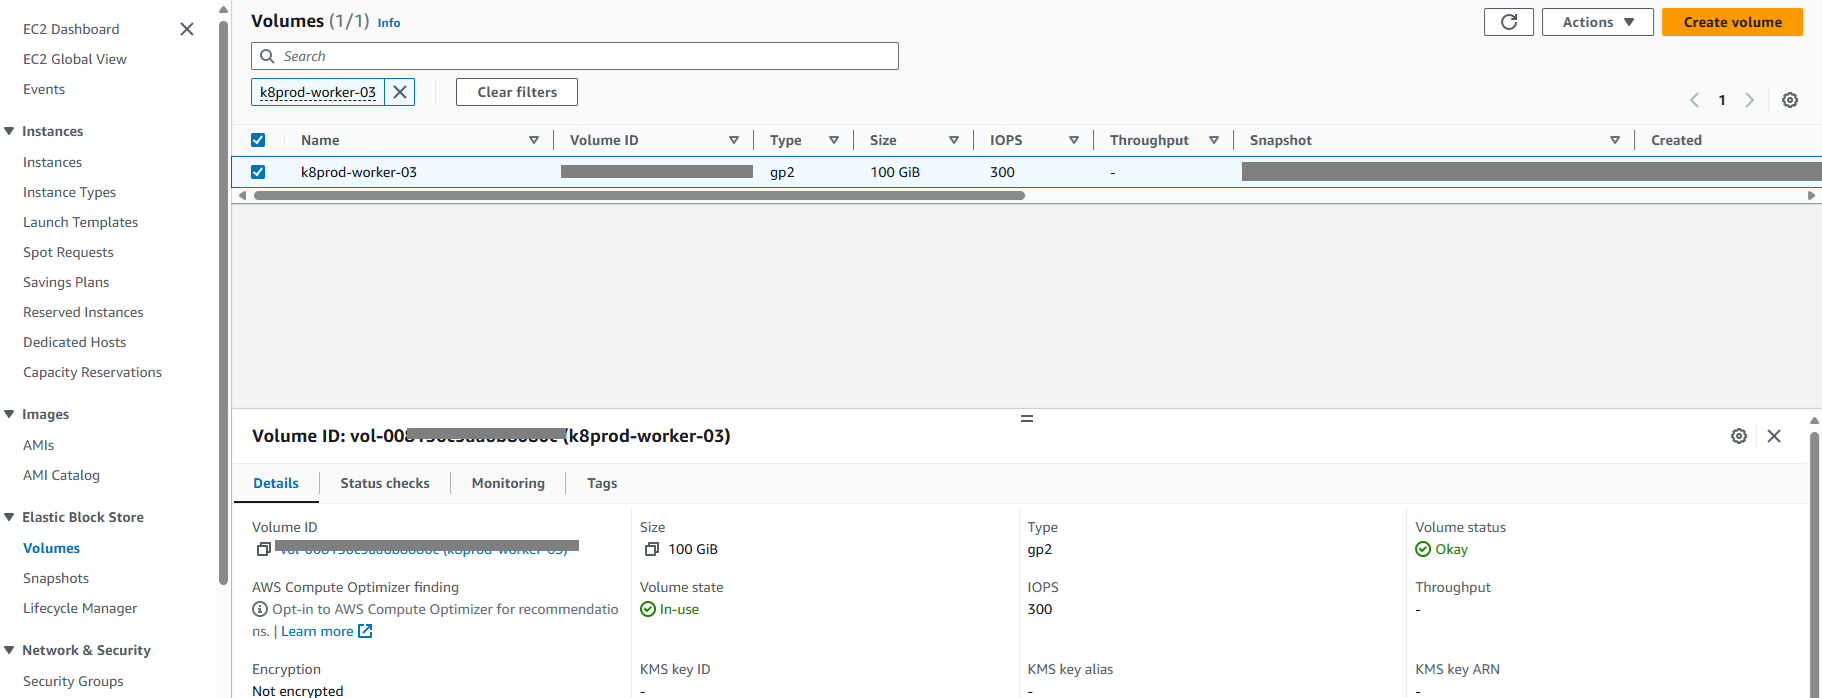 EC2 Dashboard
EC2 Global View
Events
Instances
Instances
Instance Types
Launch Templates
Spot Requests
Savings Plans
Reserved Instances
Dedicated Hosts
Capacity Reservations
Images
AMIs
AMI Catalog
Elastic Block Store
Volumes
Snapshots
Lifecycle Manager
Network & Security
Security Groups
Volumes (1/1) Info
Actions
Create volume
Search
k8prod-worker-03
Clear filters
1
Name Volume ID Type Size IOPS Throughput Snapshot Created
k8prod-worker-03 gp2 100 GiB 300 -
Volume ID: vol-008 (k8prod-worker-03)
Details Status checks Monitoring Tags
Volume ID
Size
100 GiB
Type
gp2
Volume status
Okay
AWS Compute Optimizer finding
Opt-in to AWS Compute Optimizer for recommendatio
ns. | Learn more
Volume state
In-use
IOPS
300
Throughput
-
Encryption
Not encrypted
KMS key ID
-
KMS key alias
-
KMS key ARN
-